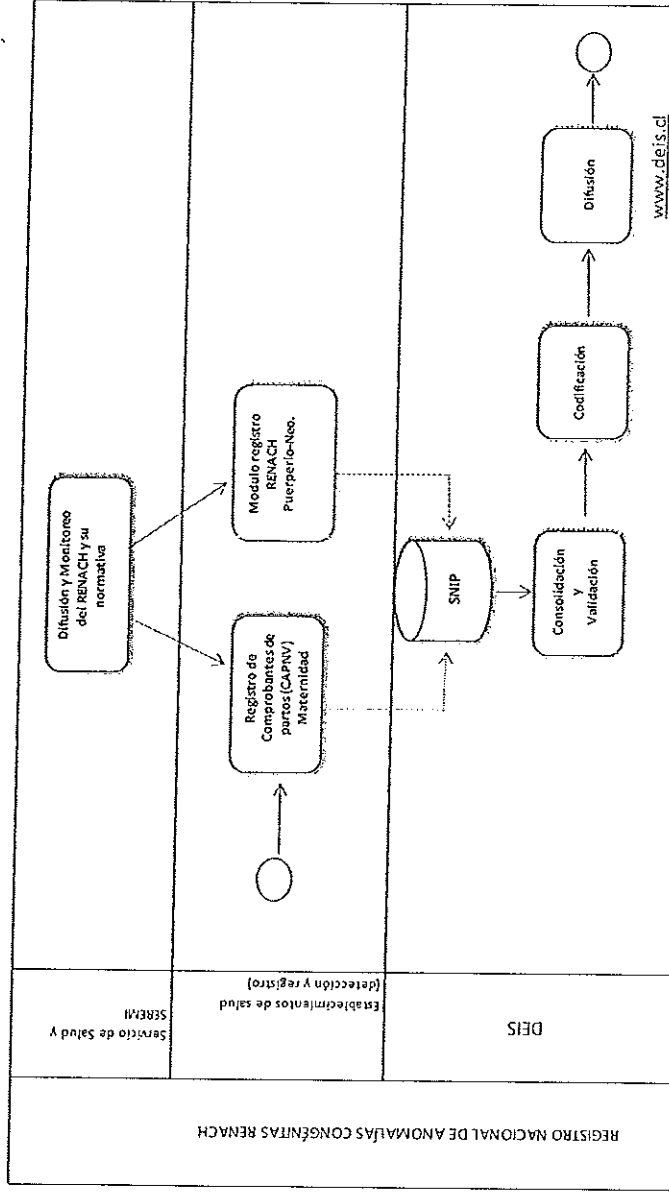 REGISTRO NACIONAL DE ANOMALÍAS CONGÉNITAS RENACH
Servicio de Salud y
SEREMI
Difusión y Monitoreo
del RENACH y su
normativa
Establecimientos de salud
(detección y registro)
Registro de
Comprobantes de
partos (CAPNV)
Maternidad
Modulo registro
RENACH
Puerperio-Neo.
DEIS
SNIP
Consolidación
y
Validación
Codificación
Difusión
www.deis.cl